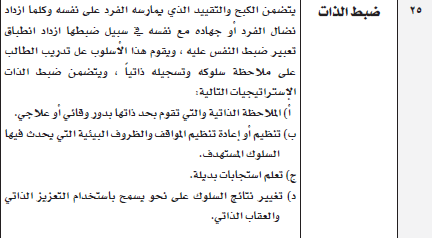 ٢٥
ضبط الذات
يتضمن الكبح والتقييد الذي يمارسه الفرد على نفسه وكلما ازداد
نضال الفرد أو جهاده مع نفسه في سبيل ضبطها ازداد انطباق
تعبير ضبط النفس عليه ، ويقوم هذا الأسلوب عل تدريب الطالب
على ملاحظة سلوكه وتسجيله ذاتياً ، ويتضمن ضبط الذات
الاستراتيجيات التالية:
أ) الملاحظة الذاتية والتي تقوم بحد ذاتها بدور وقائي أو علاجي.
ب) تنظيم أو إعادة تنظيم المواقف والظروف البيئية التي يحدث فيها
السلوك المستهدف.
ج) تعلم استجابات بديلة.
د) تغيير نتائج السلوك على نحو يسمح باستخدام التعزيز الذاتي
والعقاب الذاتي.